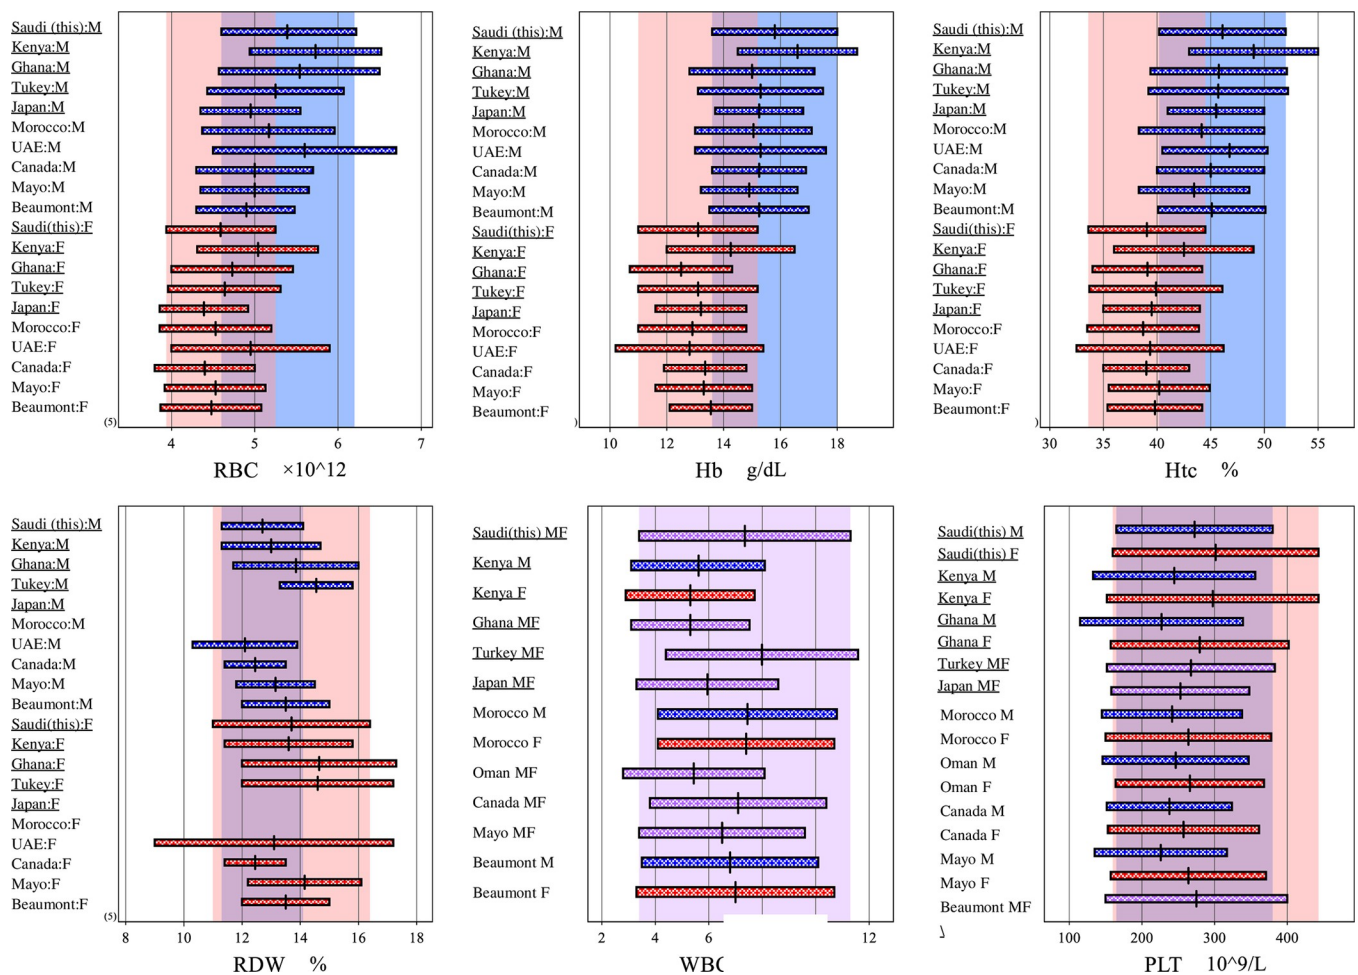 Saudi (this):M
Kenya:M
Ghana:M
Tukey:M
Japan:M
Morocco:M
UAE:M
Canada:M
Mayo:M
Beaumont:M
Saudi(this):F
Kenya:F
Ghana:F
Tukey:F
Japan:F
Morocco:F
UAE:F
Canada:F
Mayo:F
Beaumont:F
(5)
4 5 6 7
RBC ×10^12
Saudi (this):M
Kenya:M
Ghana:M
Tukey:M
Japan:M
Morocco:M
UAE:M
Canada:M
Mayo:M
Beaumont:M
Saudi(this):F
Kenya:F
Ghana:F
Tukey:F
Japan:F
Morocco:F
UAE:F
Canada:F
Mayo:F
Beaumont:F
)
10 12 14 16 18
Hb g/dL
Saudi (this):M
Kenya:M
Ghana:M
Tukey:M
Japan:M
Morocco:M
UAE:M
Canada:M
Mayo:M
Beaumont:M
Saudi(this):F
Kenya:F
Ghana:F
Tukey:F
Japan:F
Morocco:F
UAE:F
Canada:F
Mayo:F
Beaumont:F
)
30 35 40 45 50 55
Htc %
Saudi (this):M
Kenya:M
Ghana:M
Tukey:M
Japan:M
Morocco:M
UAE:M
Canada:M
Mayo:M
Beaumont:M
Saudi(this):F
Kenya:F
Ghana:F
Tukey:F
Japan:F
Morocco:F
UAE:F
Canada:F
Mayo:F
Beaumont:F
(5)
8 10 12 14 16 18
RDW %
Saudi(this) MF
Kenya M
Kenya F
Ghana MF
Turkey MF
Japan MF
Morocco M
Morocco F
Oman MF
Canada MF
Mayo MF
Beaumont M
Beaumont F
2 4 6 12
WBC
Saudi(this) M
Saudi(this) F
Kenya M
Kenya F
Ghana M
Ghana F
Turkey MF
Japan MF
Morocco M
Morocco F
Oman M
Oman F
Canada M
Canada F
Mayo M
Mayo F
Beaumont MF
100 200 300 400
PLT 10^9/L